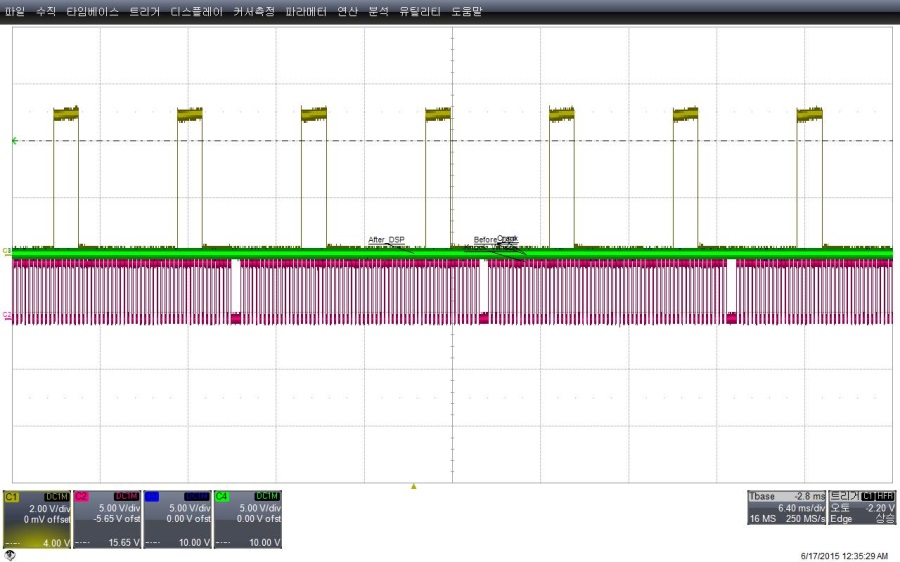 파일 수직 타임베이스 트리거 디스플레이 커서측정 파라메터 연산 분석 유틸리티 도움말
After_DSP
Before
C1
C2
C1 DC1M
2.00 V/div
0 mV offset
4.00 V
C2 DC1M
5.00 V/div
-5.65 V ofst
15.65 V
5.00 V/div
0.00 V ofst
10.00 V
C4 DC1M
5.00 V/div
0.00 V ofst
10.00 V
Tbase -2.8 ms
6.40 ms/div
16 MS 250 MS/s
트리거 C1 HFR
오토 -2.20 V
Edge 상승
6/17/2015 12:35:29 AM